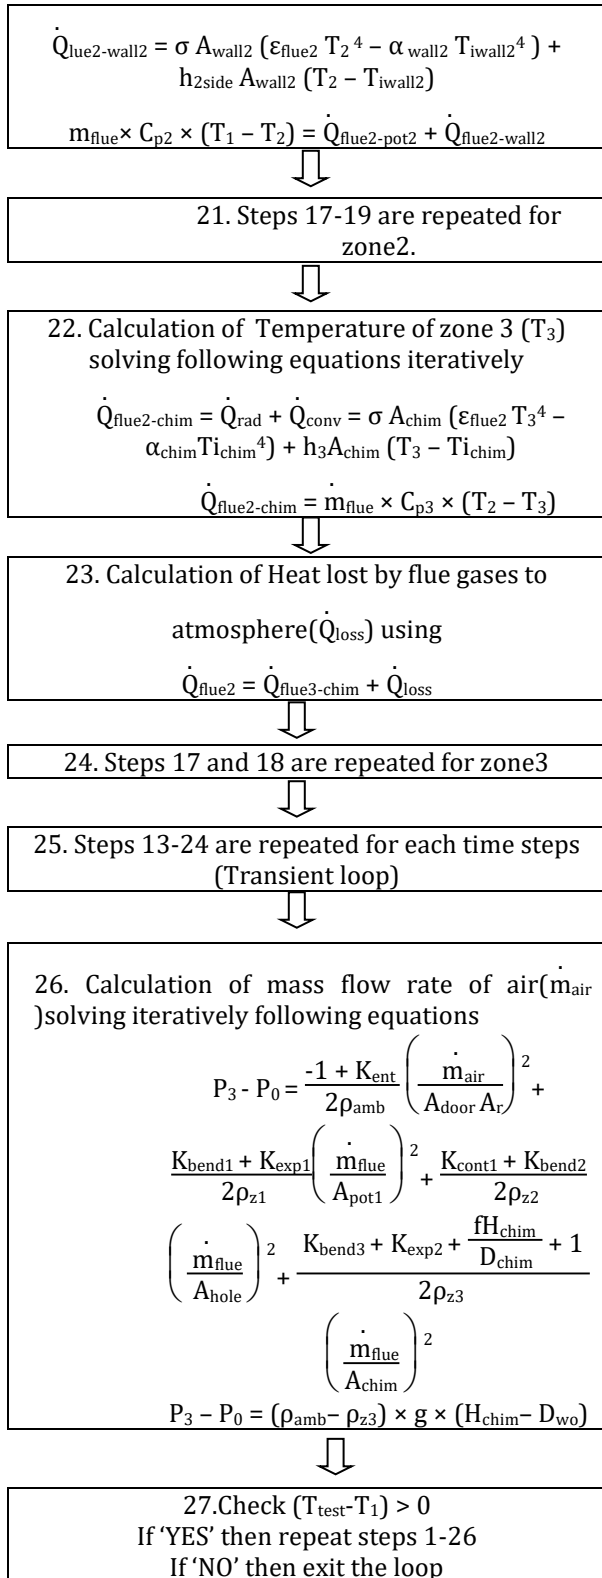 Q̇lue2-wall2 = σ Awall2 (εflue2 T2⁴ – α wall2 Tiwall2⁴ ) +
h2side Awall2 (T2 – Tiwall2)
mflue× Cp2 × (T1 – T2) = Q̇flue2-pot2 + Q̇flue2-wall2
21. Steps 17-19 are repeated for
zone2.
22. Calculation of Temperature of zone 3 (T3)
solving following equations iteratively
Q̇flue2-chim = Q̇rad + Q̇conv = σ Achim (εflue2 T3⁴ –
αchimTichim⁴) + h3Achim (T3 – Tichim)
Q̇flue2-chim = ṁflue × Cp3 × (T2 – T3)
23. Calculation of Heat lost by flue gases to
atmosphere(Q̇loss) using
Q̇flue2 = Q̇flue3-chim + Q̇loss
24. Steps 17 and 18 are repeated for zone3
25. Steps 13-24 are repeated for each time steps
(Transient loop)
26. Calculation of mass flow rate of air(ṁair
)solving iteratively following equations
P3 - P0 = (-1 + Kent)/(2ρamb) (ṁair/(Adoor Ar))² +
(Kbend1 + Kexp1)/(2ρz1) (ṁflue/Apot1)² + (Kcont1 + Kbend2)/(2ρz2)
(ṁflue/Ahole)² + (Kbend3 + Kexp2 + fHchim/Dchim + 1)/(2ρz3)
(ṁflue/Achim)²
P3 – P0 = (ρamb– ρz3) × g × (Hchim– Dwo)
27.Check (Ttest-T1) > 0
If ‘YES’ then repeat steps 1-26
If ‘NO’ then exit the loop